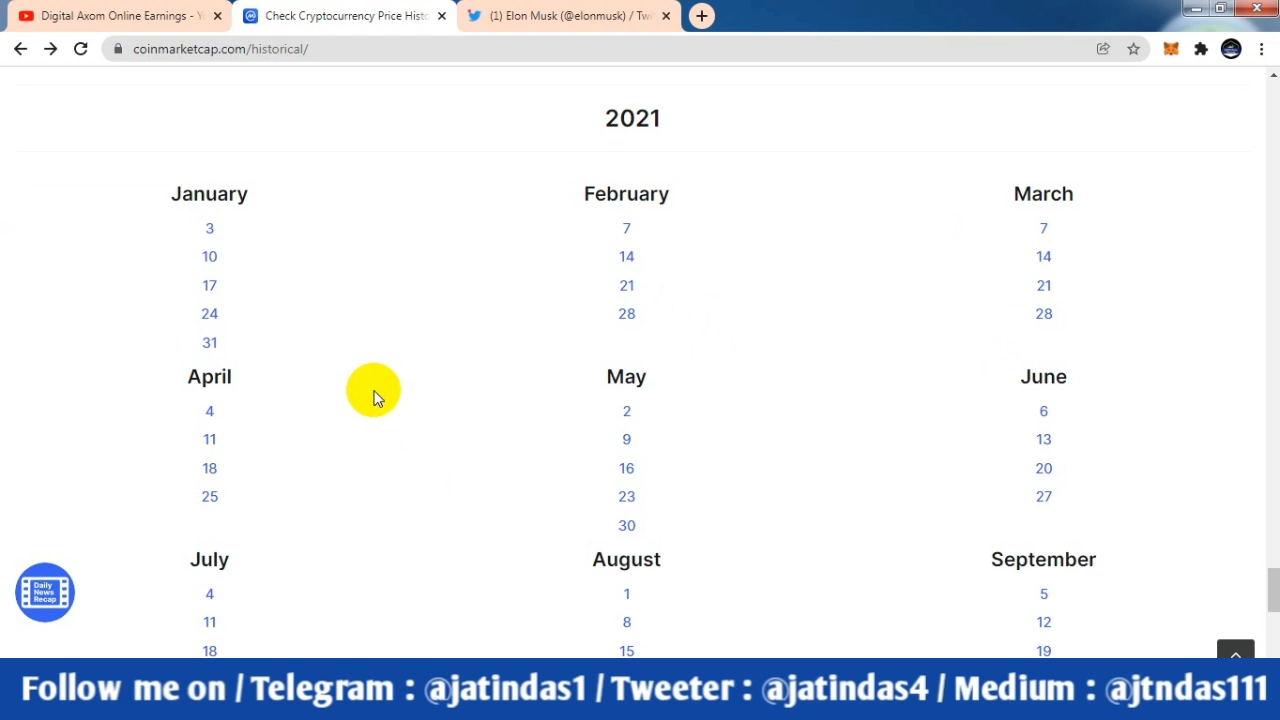 Digital Axom Online Earnings - Y
Check Cryptocurrency Price Histo
(1) Elon Musk (@elonmusk) / Twe
coinmarketcap.com/historical/
2021
January February March
3 7 7
10 14 14
17 21 21
24 28 28
31
April May June
4 2 6
11 9 13
18 16 20
25 23 27
30
July August September
4 1 5
11 8 12
18 15 19
Daily
News
Recap
Follow me on / Telegram : @jatindas1 / Tweeter : @jatindas4 / Medium : @jtndas111